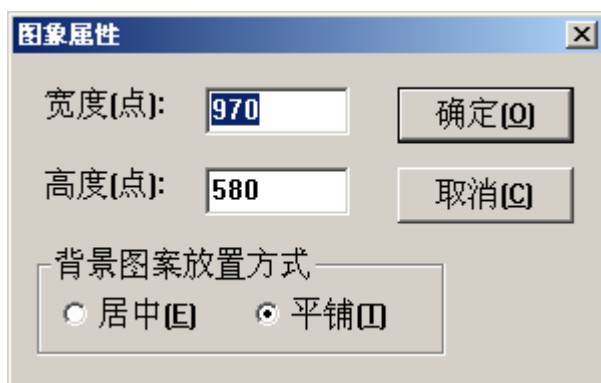 图象属性
宽度(点): 970 确定(O)
高度(点): 580 取消(C)
背景图案放置方式
居中(E) 平铺(T)